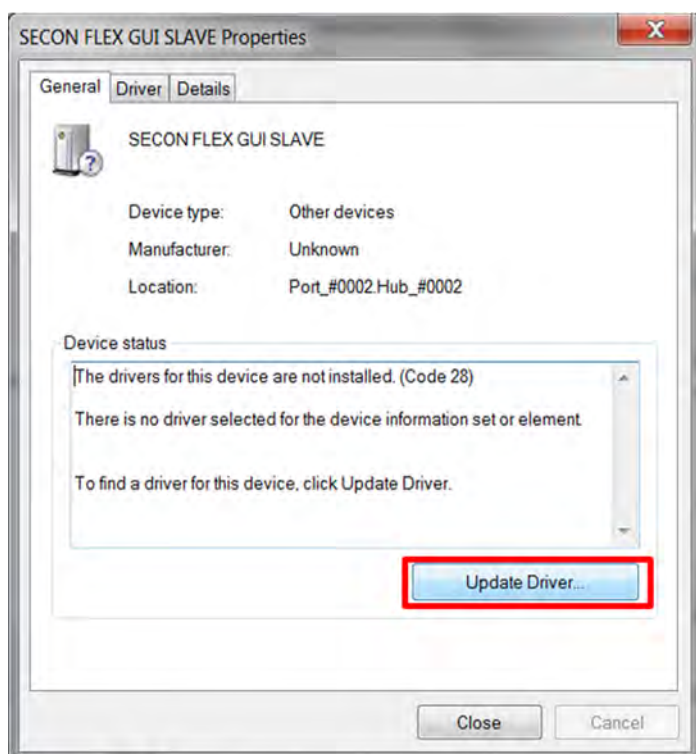 SECON FLEX GUI SLAVE Properties
X
General Driver Details
SECON FLEX GUI SLAVE
Device type: Other devices
Manufacturer: Unknown
Location: Port_#0002.Hub_#0002
Device status
The drivers for this device are not installed. (Code 28)
There is no driver selected for the device information set or element.
To find a driver for this device, click Update Driver.
Update Driver...
Close Cancel